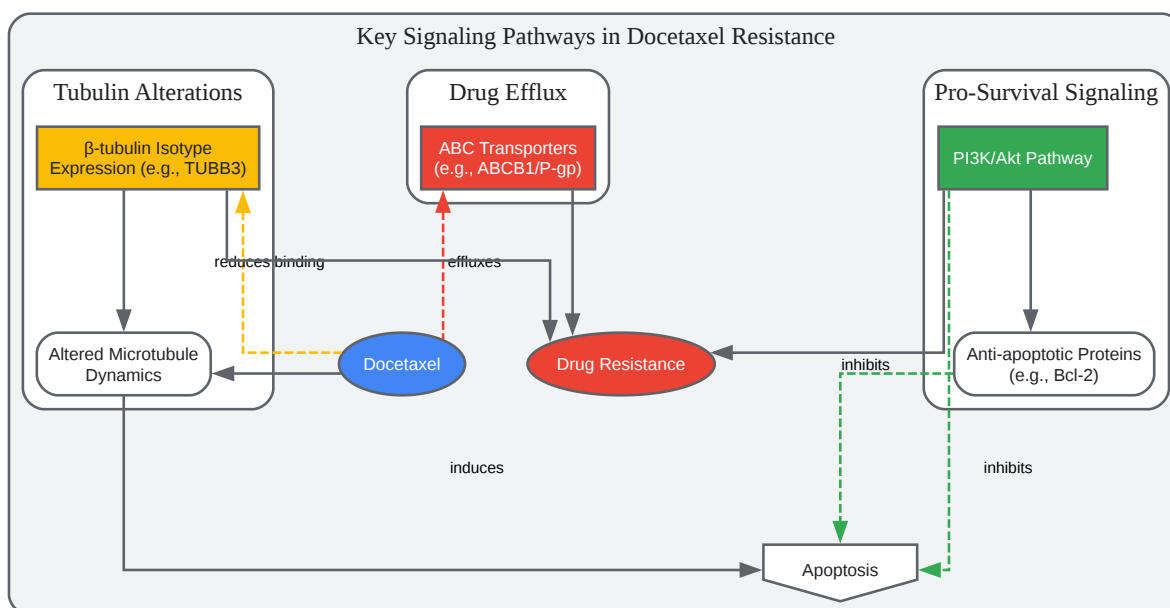 Key Signaling Pathways in Docetaxel Resistance
Tubulin Alterations
Drug Efflux
Pro-Survival Signaling
β-tubulin Isotype
Expression (e.g., TUBB3)
ABC Transporters
(e.g., ABCB1/P-gp)
PI3K/Akt Pathway
reduces binding
effluxes
Altered Microtubule
Dynamics
Docetaxel
Drug Resistance
inhibits
Anti-apoptotic Proteins
(e.g., Bcl-2)
induces
inhibits
Apoptosis